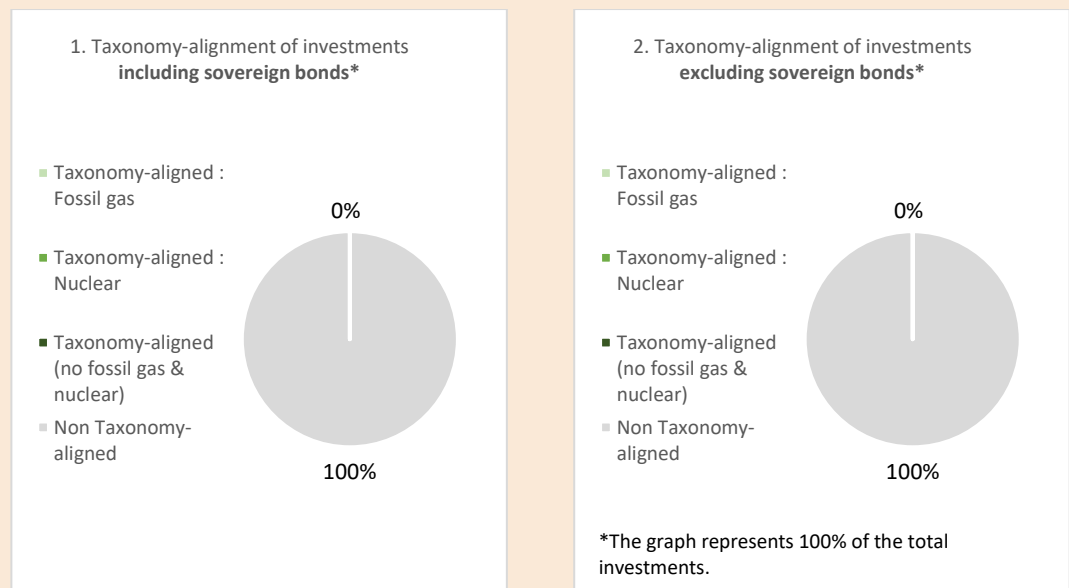 1. Taxonomy-alignment of investments
including sovereign bonds*
Taxonomy-aligned :
Fossil gas
Taxonomy-aligned :
Nuclear
Taxonomy-aligned
(no fossil gas &
nuclear)
Non Taxonomy-
aligned
0%
100%
2. Taxonomy-alignment of investments
excluding sovereign bonds*
Taxonomy-aligned :
Fossil gas
Taxonomy-aligned :
Nuclear
Taxonomy-aligned
(no fossil gas &
nuclear)
Non Taxonomy-
aligned
0%
100%
*The graph represents 100% of the total
investments.